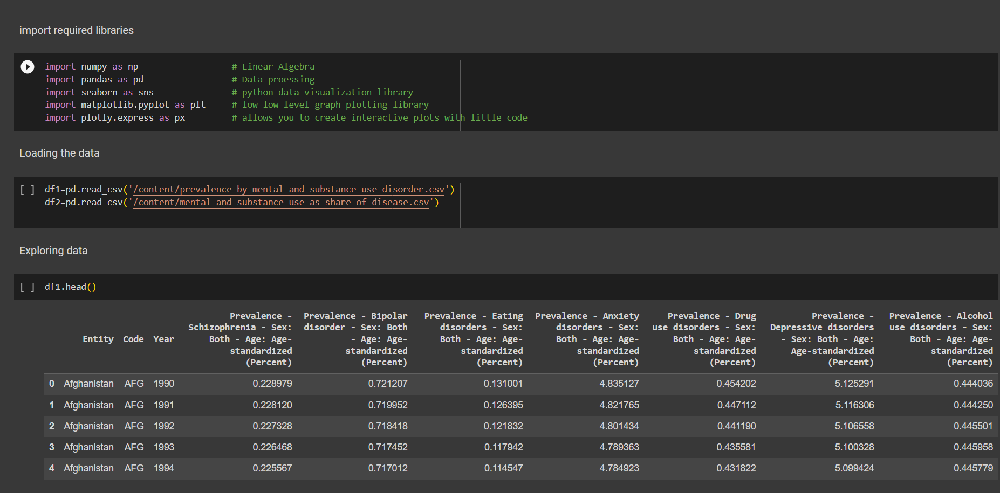 import required libraries
import numpy as np # Linear Algebra
import pandas as pd # Data proessing
import seaborn as sns # python data visualization library
import matplotlib.pyplot as plt # low low level graph plotting library
import plotly.express as px # allows you to create interactive plots with little code
Loading the data
[ ] df1=pd.read_csv('/content/prevalence-by-mental-and-substance-use-disorder.csv')
df2=pd.read_csv('/content/mental-and-substance-use-as-share-of-disease.csv')
Exploring data
[ ] df1.head()
Prevalence - Prevalence - Bipolar Prevalence - Eating Prevalence - Anxiety Prevalence - Drug Prevalence - Prevalence - Alcohol
Schizophrenia - Sex: disorder - Sex: Both disorders - Sex: disorders - Sex: use disorders - Sex: Depressive disorders use disorders - Sex:
Entity Code Year Both - Age: Age- - Age: Age- Both - Age: Age- Both - Age: Age- Both - Age: Age- - Sex: Both - Age: Both - Age: Age-
standardized standardized standardized standardized standardized Age-standardized standardized
(Percent) (Percent) (Percent) (Percent) (Percent) (Percent) (Percent)
0 Afghanistan AFG 1990 0.228979 0.721207 0.131001 4.835127 0.454202 5.125291 0.444036
1 Afghanistan AFG 1991 0.228120 0.719952 0.126395 4.821765 0.447112 5.116306 0.444250
2 Afghanistan AFG 1992 0.227328 0.718418 0.121832 4.801434 0.441190 5.106558 0.445501
3 Afghanistan AFG 1993 0.226468 0.717452 0.117942 4.789363 0.435581 5.100328 0.445958
4 Afghanistan AFG 1994 0.225567 0.717012 0.114547 4.784923 0.431822 5.099424 0.445779